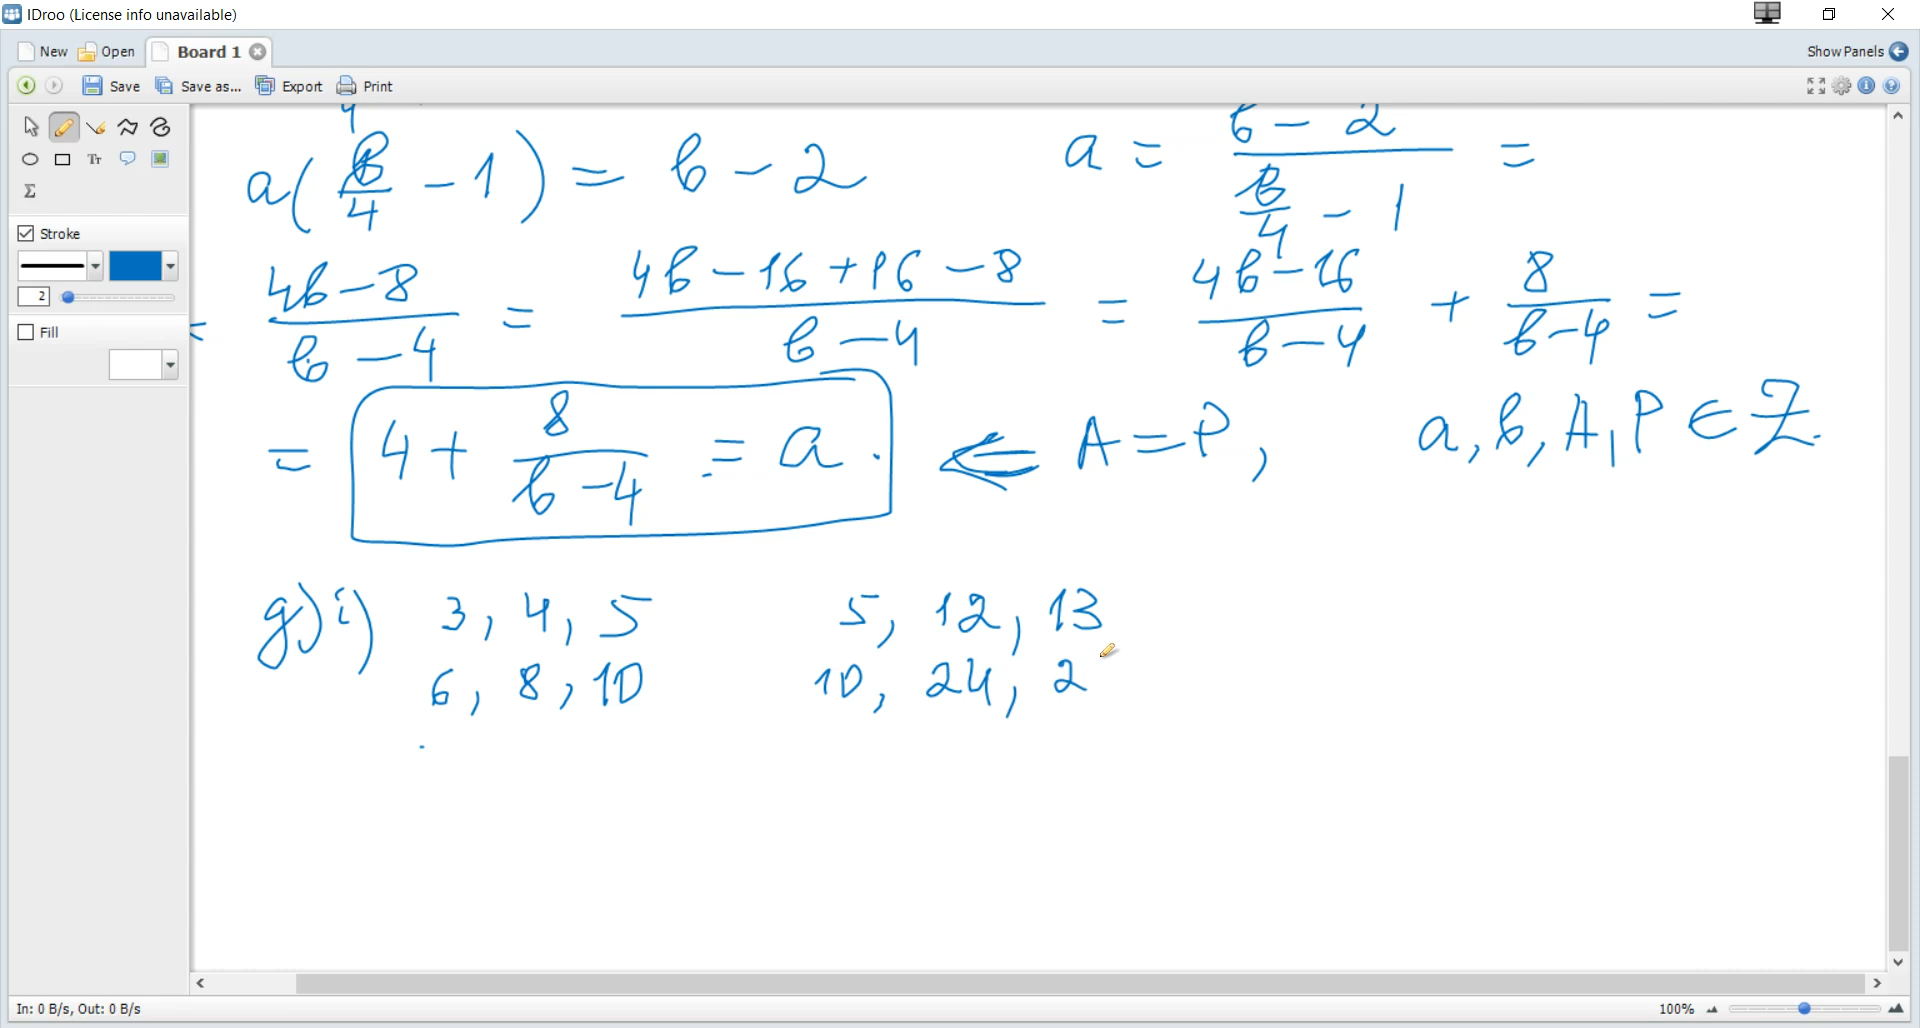 IDroo (License info unavailable)
New Open Board 1 Show Panels
Save Save as... Export Print
Tr
Σ
Stroke
2
Fill
4
a(b/4 - 1) = b - 2 a = (b - 2)/(b/4 - 1) =
= (4b - 8)/(b - 4) = (4b - 16 + 16 - 8)/(b - 4) = (4b - 16)/(b - 4) + 8/(b - 4) =
= 4 + 8/(b - 4) = a. ⇐ A = P, a, b, A, P ∈ Z.
g) i) 3, 4, 5 5, 12, 13
6, 8, 10 10, 24, 2
In: 0 B/s, Out: 0 B/s 100%